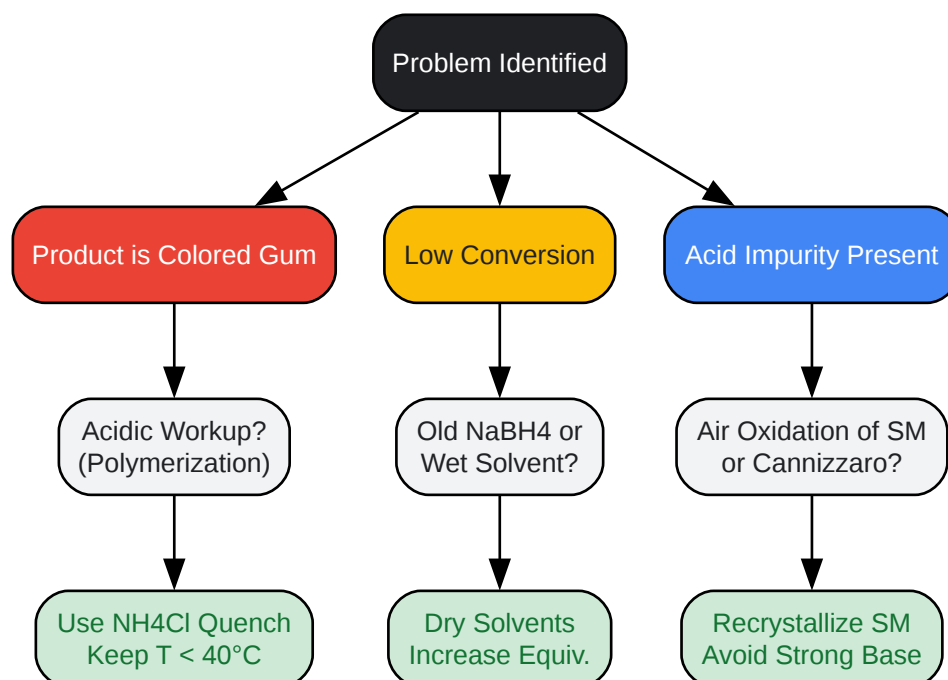 Problem Identified
Product is Colored Gum
Low Conversion
Acid Impurity Present
Acidic Workup?
(Polymerization)
Old NaBH4 or
Wet Solvent?
Air Oxidation of SM
or Cannizzaro?
Use NH4Cl Quench
Keep T < 40°C
Dry Solvents
Increase Equiv.
Recrystallize SM
Avoid Strong Base